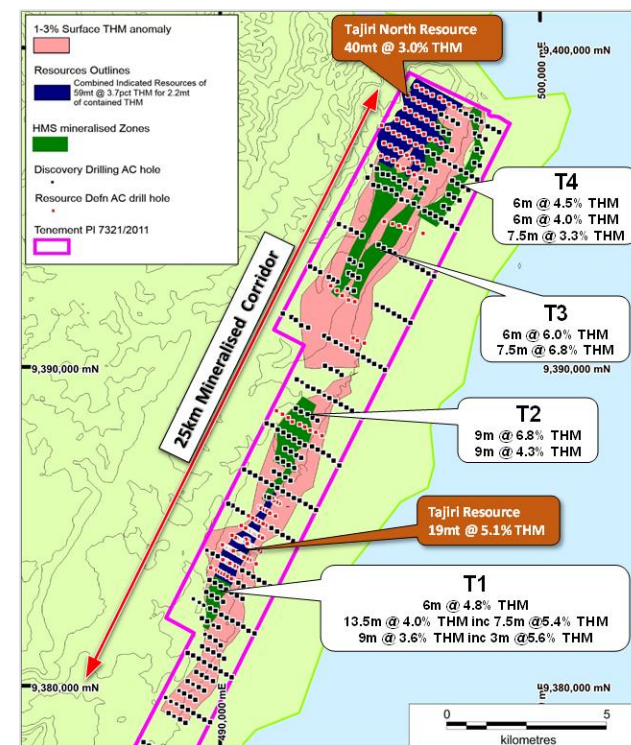 1-3% Surface THM anomaly
Resources Outlines
Combined Indicated Resources of
59mt @ 3.7pct THM for 2.2mt
of contained THM
HMS mineralised Zones
Discovery Drilling AC hole
Resource Defn AC drill hole
Tenement PI 7321/2011
Tajiri North Resource
40mt @ 3.0% THM
9,400,000 mN
500,000 mE
T4
6m @ 4.5% THM
6m @ 4.0% THM
7.5m @ 3.3% THM
25km Mineralised Corridor
T3
6m @ 6.0% THM
7.5m @ 6.8% THM
9,390,000 mN
9,390,000 mN
T2
9m @ 6.8% THM
9m @ 4.3% THM
Tajiri Resource
19mt @ 5.1% THM
T1
6m @ 4.8% THM
13.5m @ 4.0% THM inc 7.5m @5.4% THM
9m @ 3.6% THM inc 3m @5.6% THM
9,380,000 mN
490,000 mE
9,380,000 mN
0 5
kilometres